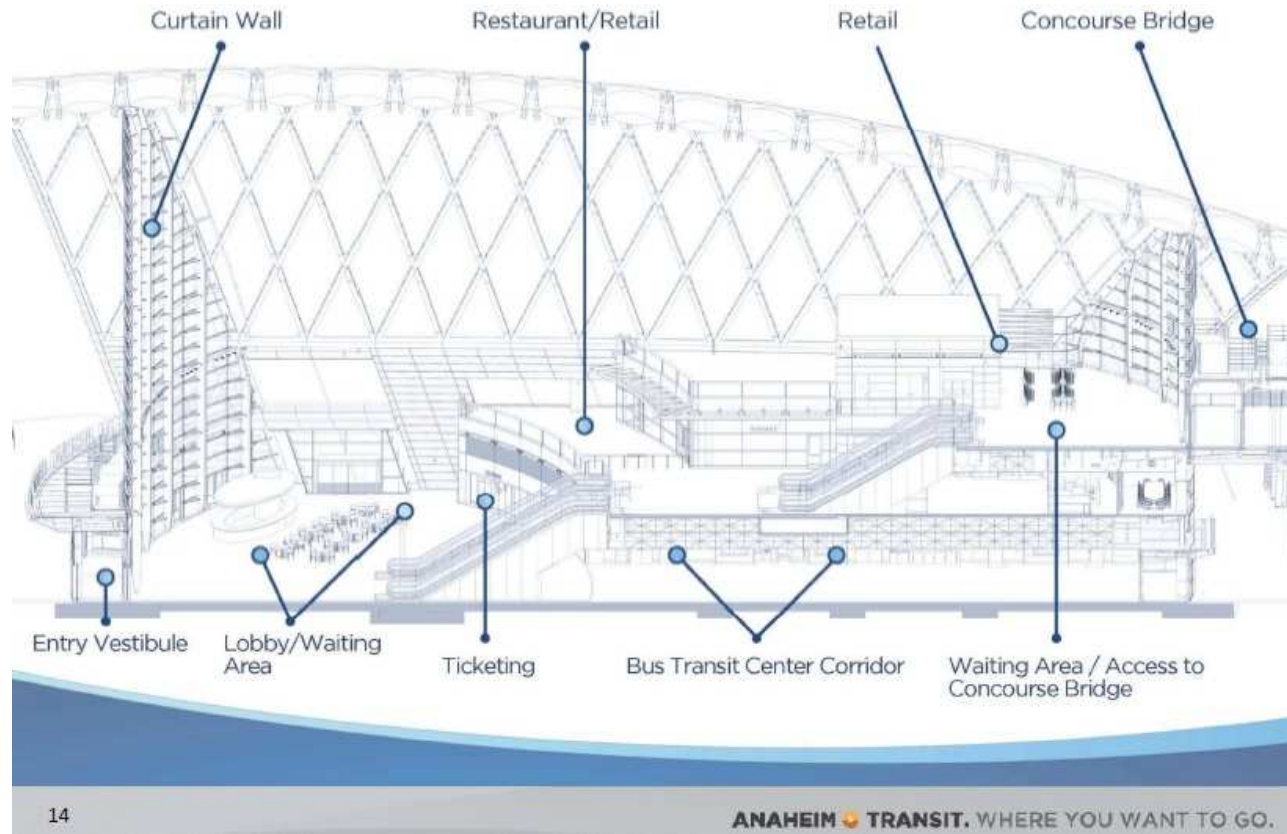 Curtain Wall
Restaurant/Retail
Retail
Concourse Bridge
Entry Vestibule
Lobby/Waiting
Area
Ticketing
Bus Transit Center Corridor
Waiting Area / Access to
Concourse Bridge
14
ANAHEIM TRANSIT. WHERE YOU WANT TO GO.